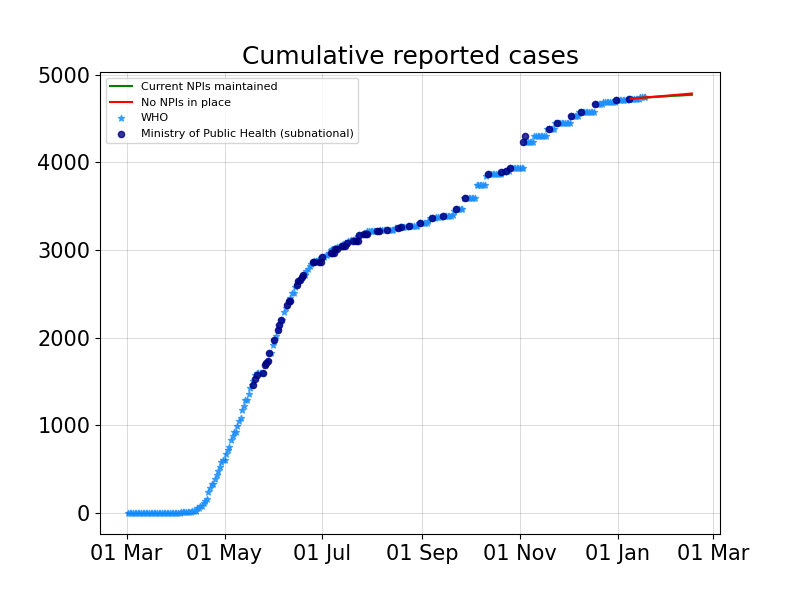 Cumulative reported cases
Current NPIs maintained
No NPIs in place
WHO
Ministry of Public Health (subnational)
5000
4000
3000
2000
1000
0
01 Mar 01 May 01 Jul 01 Sep 01 Nov 01 Jan 01 Mar